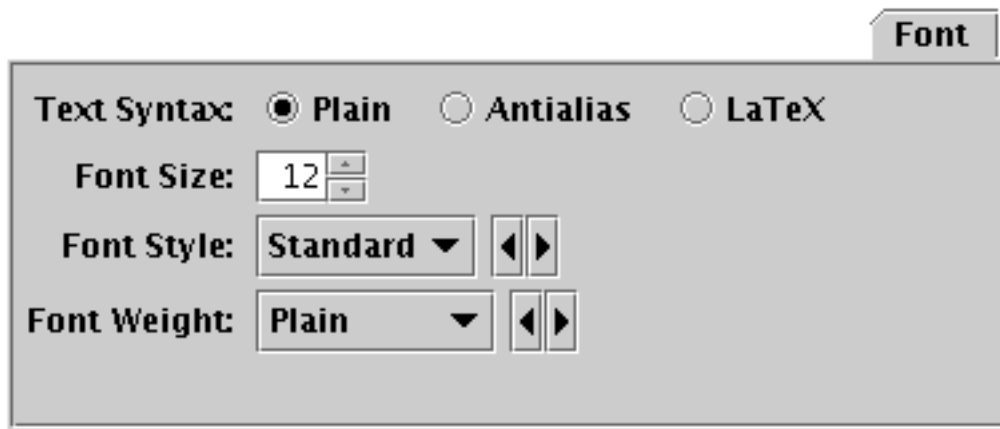 Font
Text Syntax: Plain Antialias LaTeX
Font Size: 12
Font Style: Standard
Font Weight: Plain